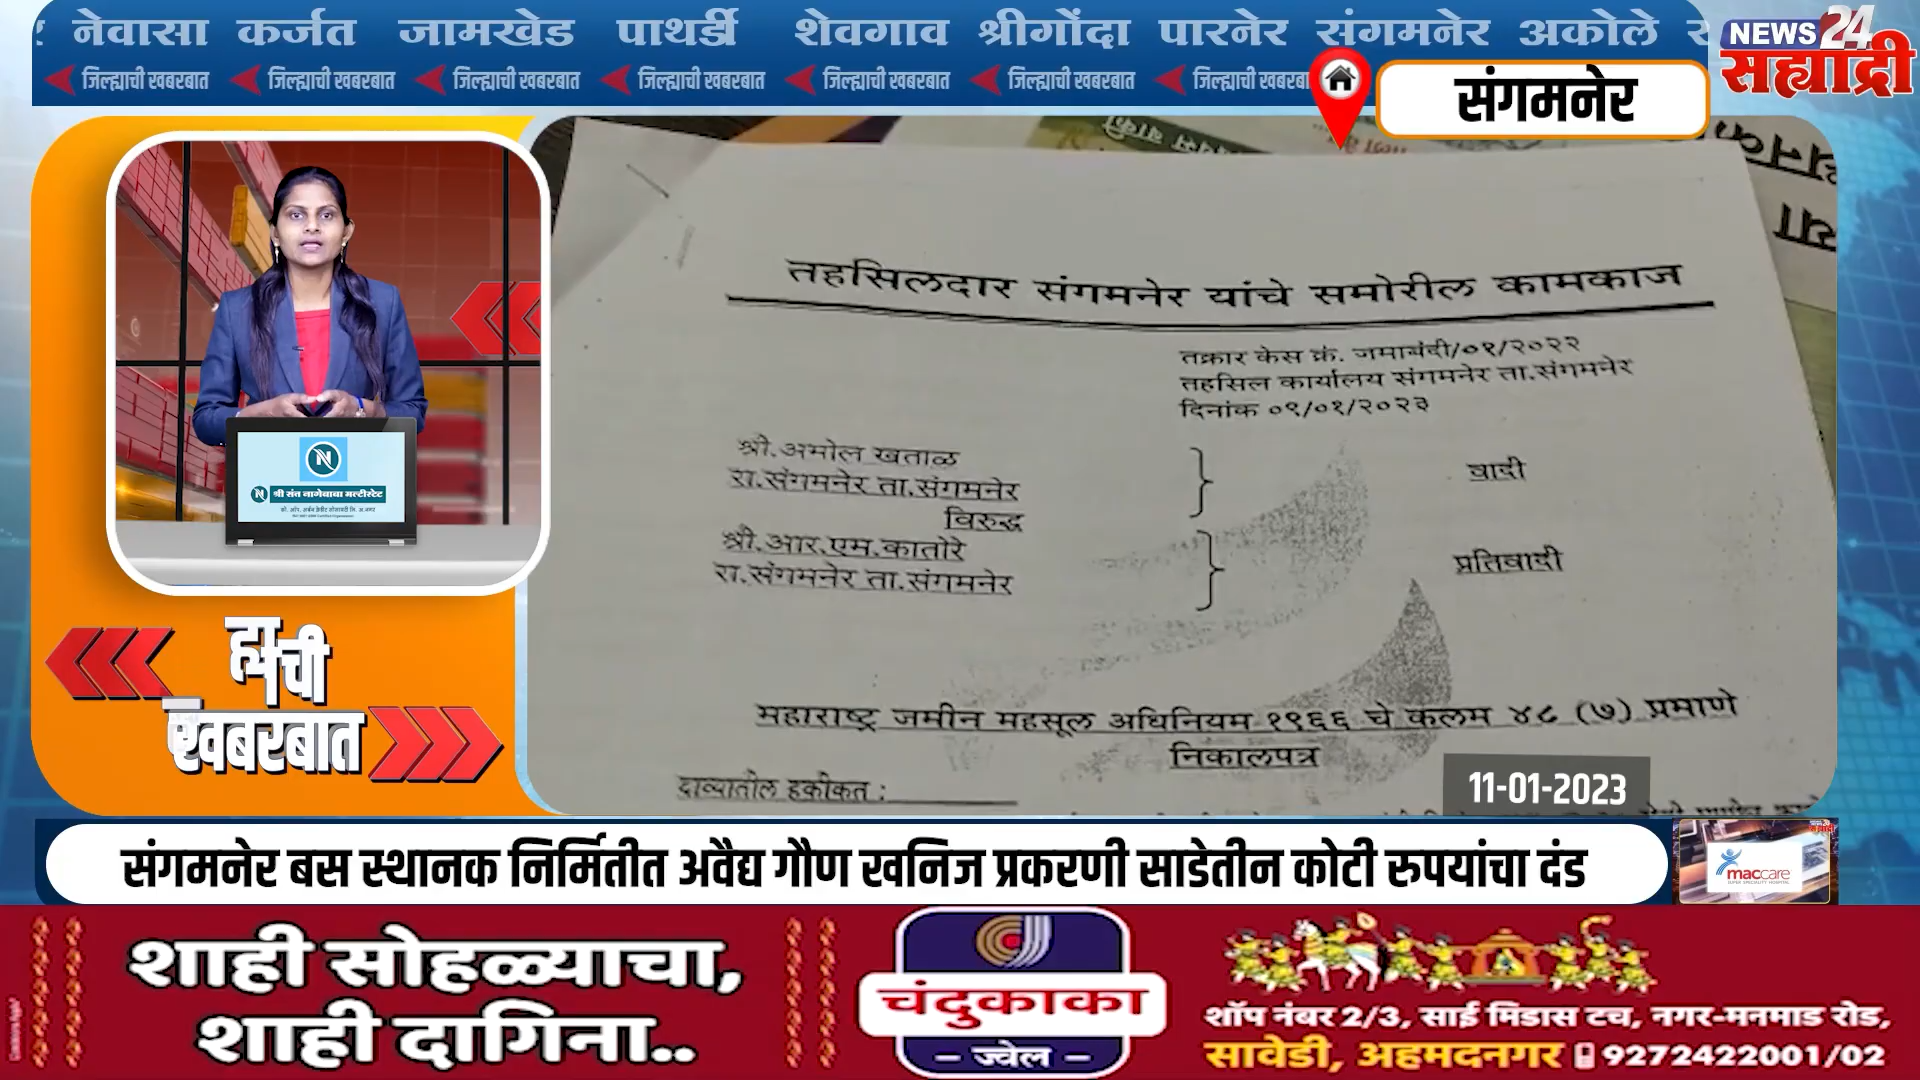 नेवासा कर्जत जामखेड पाथर्डी शेवगाव श्रीगोंदा पारनेर संगमनेर अकोले
जिल्ह्याची खबरबात जिल्ह्याची खबरबात जिल्ह्याची खबरबात जिल्ह्याची खबरबात जिल्ह्याची खबरबात जिल्ह्याची खबरबात
NEWS 24
सह्याद्री
संगमनेर
तहसिलदार संगमनेर यांचे समोरील कामकाज
तक्रार केस क्रं. जमाबंदी/०१/२०२२
तहसिल कार्यालय संगमनेर ता.संगमनेर
दिनांक ०९/०१/२०२३
श्री.अमोल खताळ
रा.संगमनेर ता.संगमनेर
वादी
विरुद्ध
श्री.आर.एम.कातोरे
रा.संगमनेर ता.संगमनेर
प्रतिवादी
महाराष्ट्र जमीन महसूल अधिनियम १९६६ चे कलम ४८ (७) प्रमाणे
निकालपत्र
दाव्यातील हकीकत :
11-01-2023
N
श्री संत नागेबाबा मल्टीस्टेट
खबरबात
संगमनेर बस स्थानक निर्मितीत अवैद्य गौण खनिज प्रकरणी साडेतीन कोटी रुपयांचा दंड
maccare
शाही सोहळ्याचा,
शाही दागिना..
चंदुकाका
– ज्वेल –
शॉप नंबर 2/3, साई मिडास टच, नगर-मनमाड रोड,
सावेडी, अहमदनगर 9272422001/02